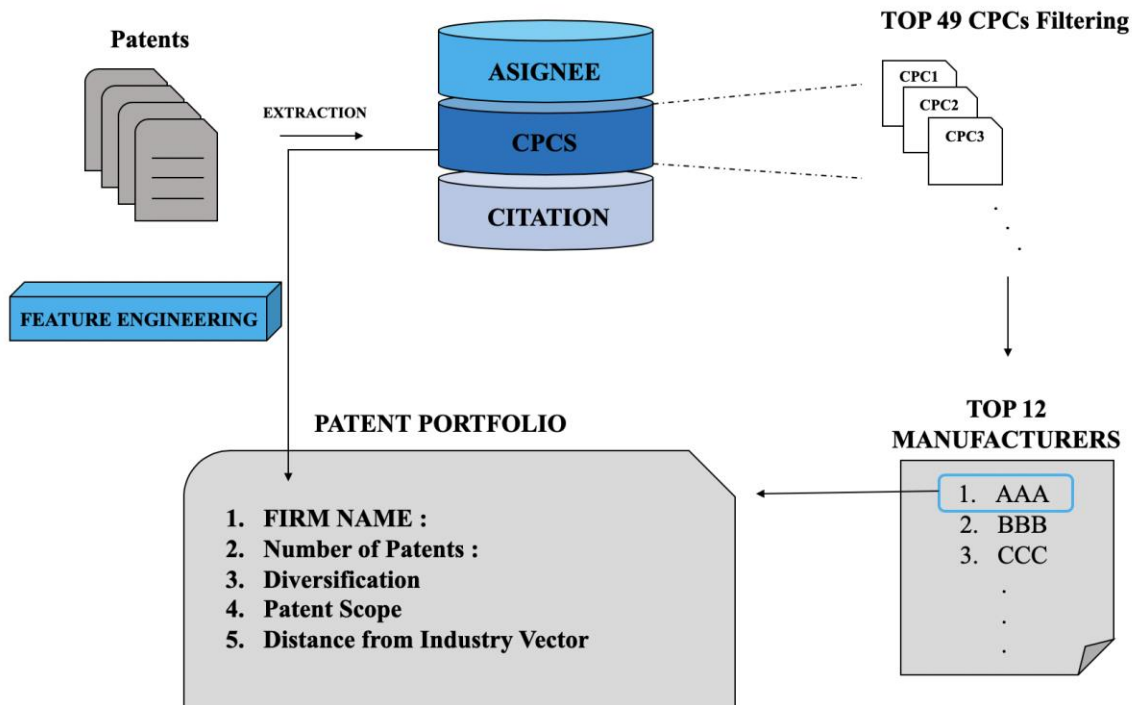 Patents
EXTRACTION
ASIGNEE
CPCS
CITATION
TOP 49 CPCs Filtering
CPC1
CPC2
CPC3
FEATURE ENGINEERING
TOP 12
MANUFACTURERS
1. AAA
2. BBB
3. CCC
PATENT PORTFOLIO
1. FIRM NAME :
2. Number of Patents :
3. Diversification
4. Patent Scope
5. Distance from Industry Vector